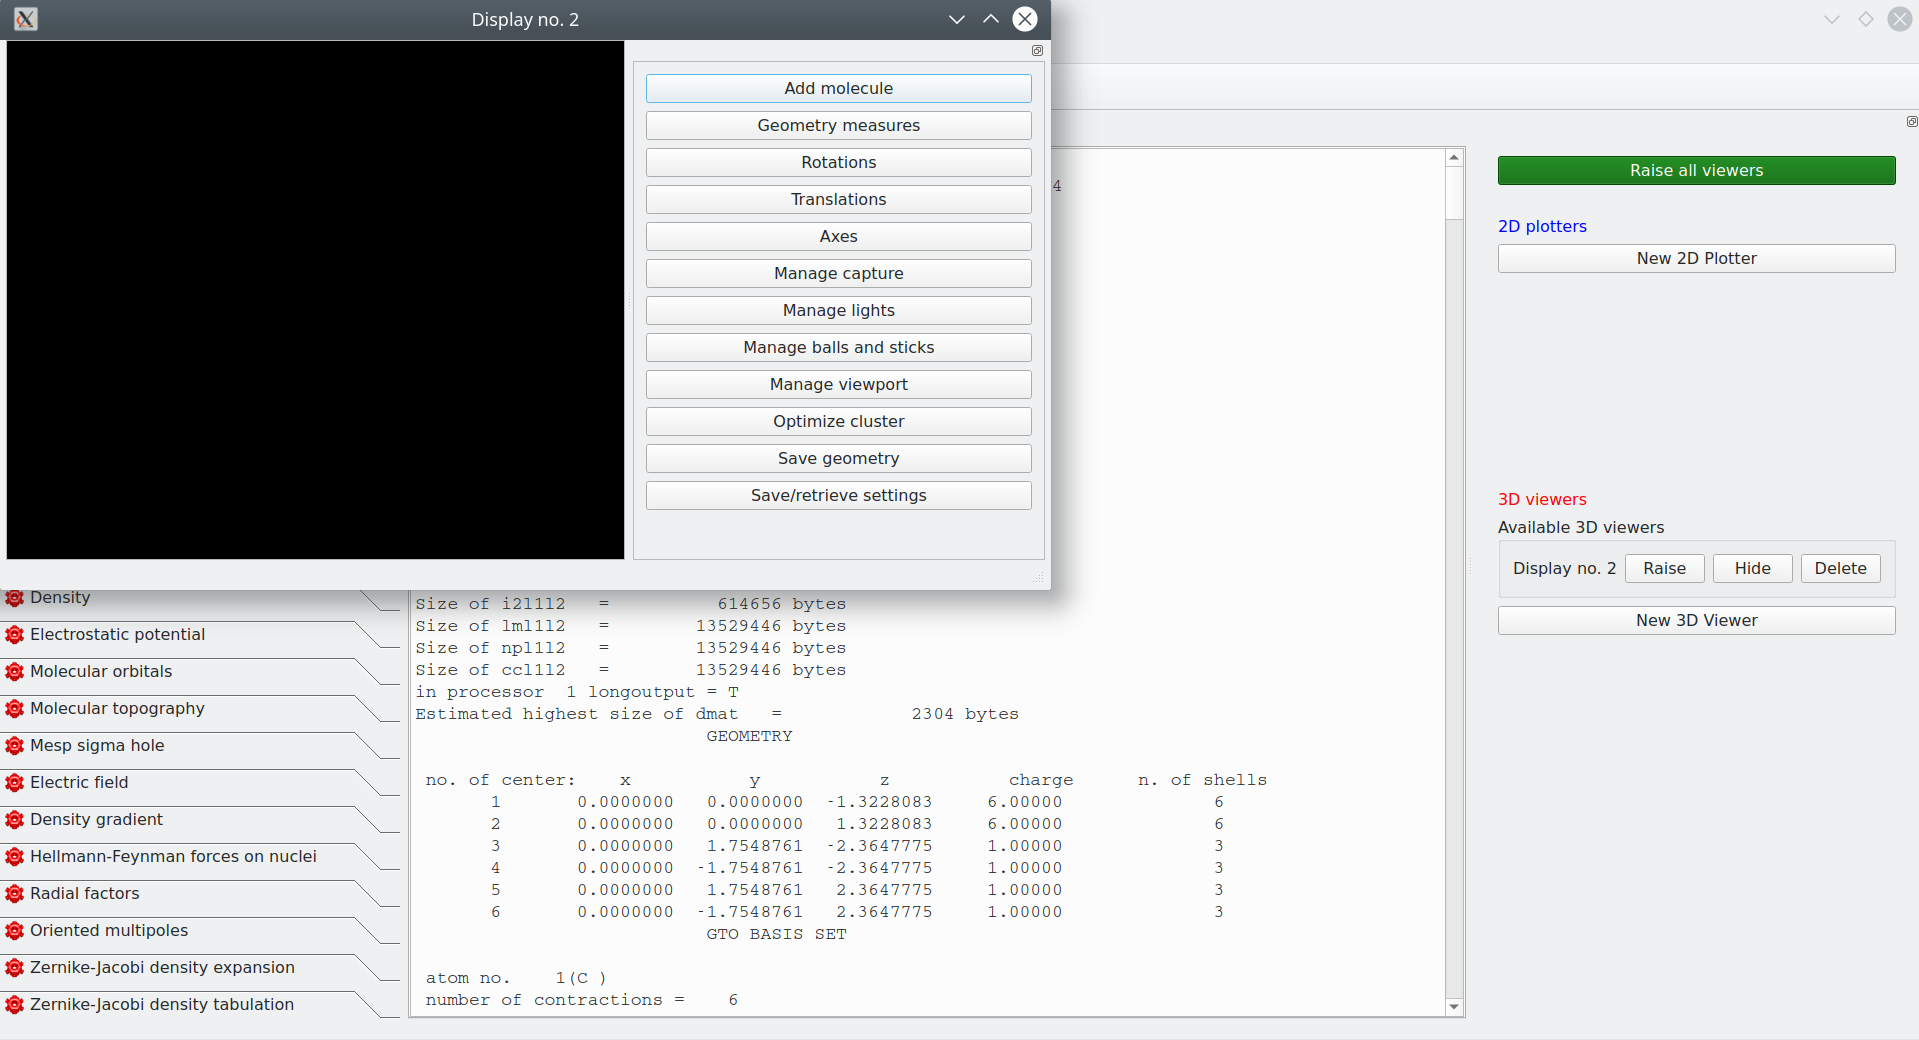 Display no. 2
Add molecule
Geometry measures
Rotations
Translations
Axes
Manage capture
Manage lights
Manage balls and sticks
Manage viewport
Optimize cluster
Save geometry
Save/retrieve settings
4
Raise all viewers
2D plotters
New 2D Plotter
3D viewers
Available 3D viewers
Display no. 2 Raise Hide Delete
New 3D Viewer
Density
Electrostatic potential
Molecular orbitals
Molecular topography
Mesp sigma hole
Electric field
Density gradient
Hellmann-Feynman forces on nuclei
Radial factors
Oriented multipoles
Zernike-Jacobi density expansion
Zernike-Jacobi density tabulation
Size of i2l1l2 = 614656 bytes
Size of lml1l2 = 13529446 bytes
Size of npl1l2 = 13529446 bytes
Size of ccl1l2 = 13529446 bytes
in processor 1 longoutput = T
Estimated highest size of dmat = 2304 bytes
GEOMETRY
no. of center: x y z charge n. of shells
1 0.0000000 0.0000000 -1.3228083 6.00000 6
2 0.0000000 0.0000000 1.3228083 6.00000 6
3 0.0000000 1.7548761 -2.3647775 1.00000 3
4 0.0000000 -1.7548761 -2.3647775 1.00000 3
5 0.0000000 1.7548761 2.3647775 1.00000 3
6 0.0000000 -1.7548761 2.3647775 1.00000 3
GTO BASIS SET
atom no. 1(C )
number of contractions = 6